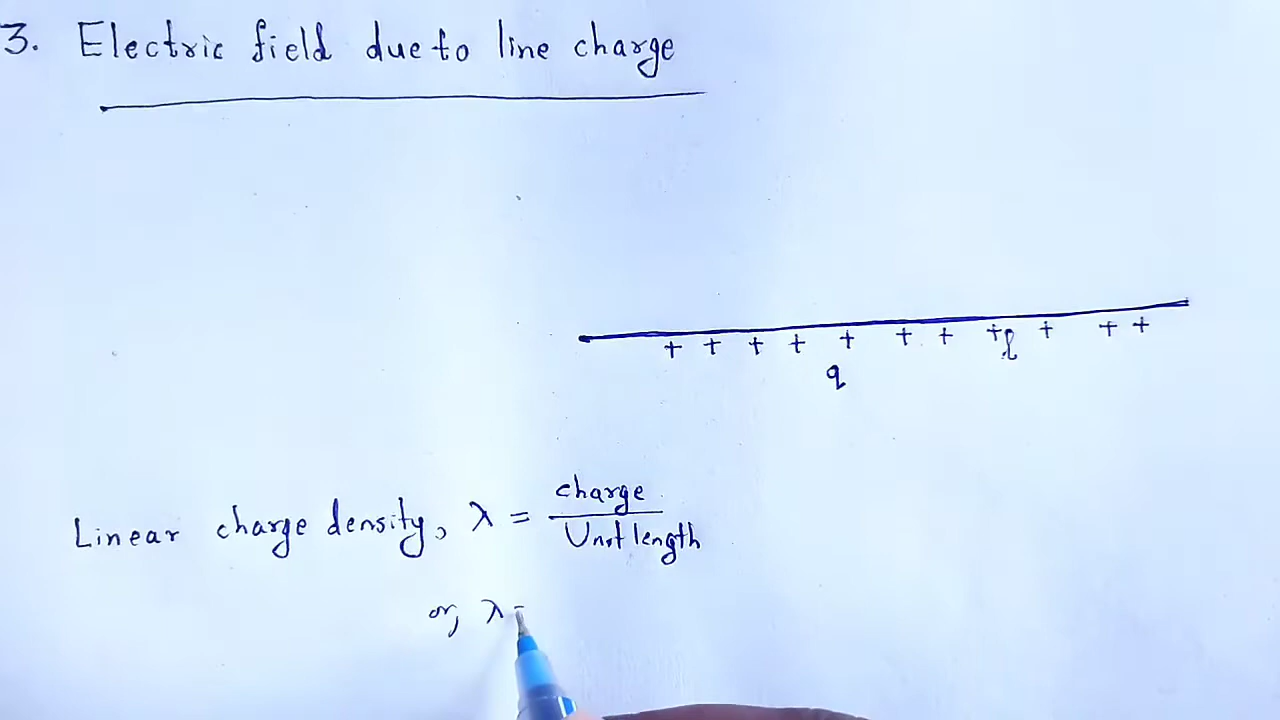 3. Electric field due to line charge
+ + + + + + + + + + +
l
q
Linear charge density, λ = charge / Unit length
or, λ =